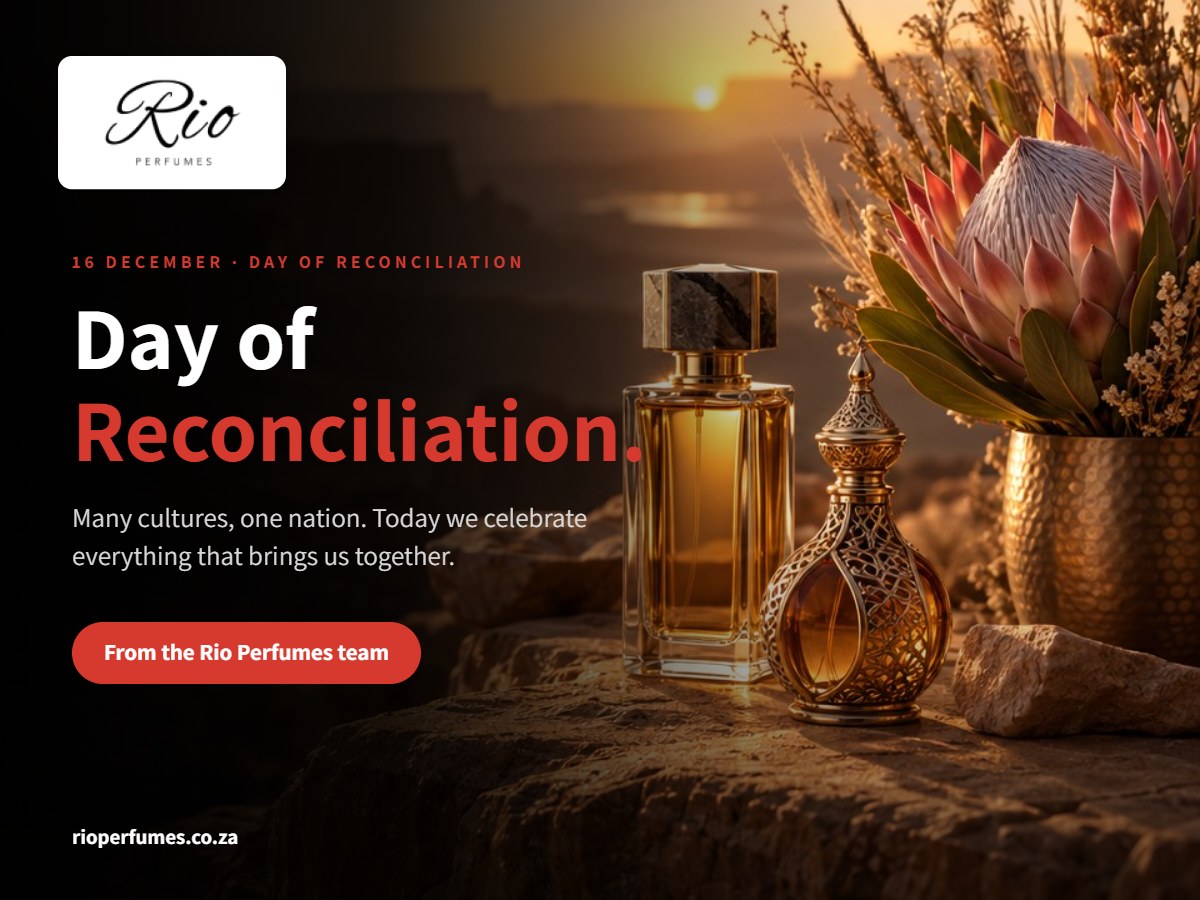 Rio
PERFUMES
16 DECEMBER · DAY OF RECONCILIATION
Day of
Reconciliation.
Many cultures, one nation. Today we celebrate
everything that brings us together.
From the Rio Perfumes team
rioperfumes.co.za